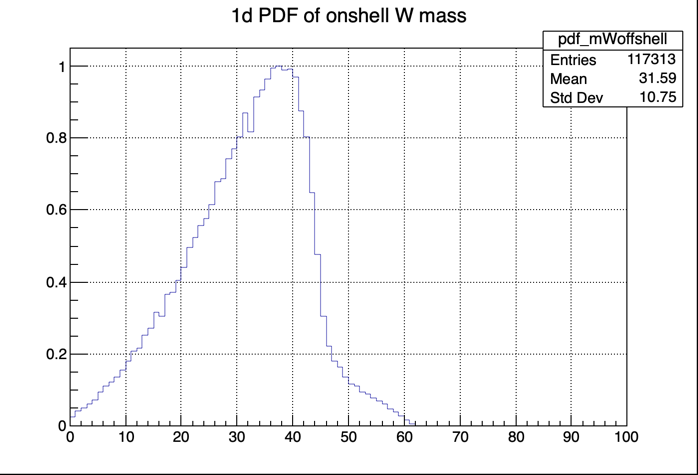 1d PDF of onshell W mass
pdf_mWoffshell
Entries 117313
Mean 31.59
Std Dev 10.75
1
0.8
0.6
0.4
0.2
0
0 10 20 30 40 50 60 70 80 90 100